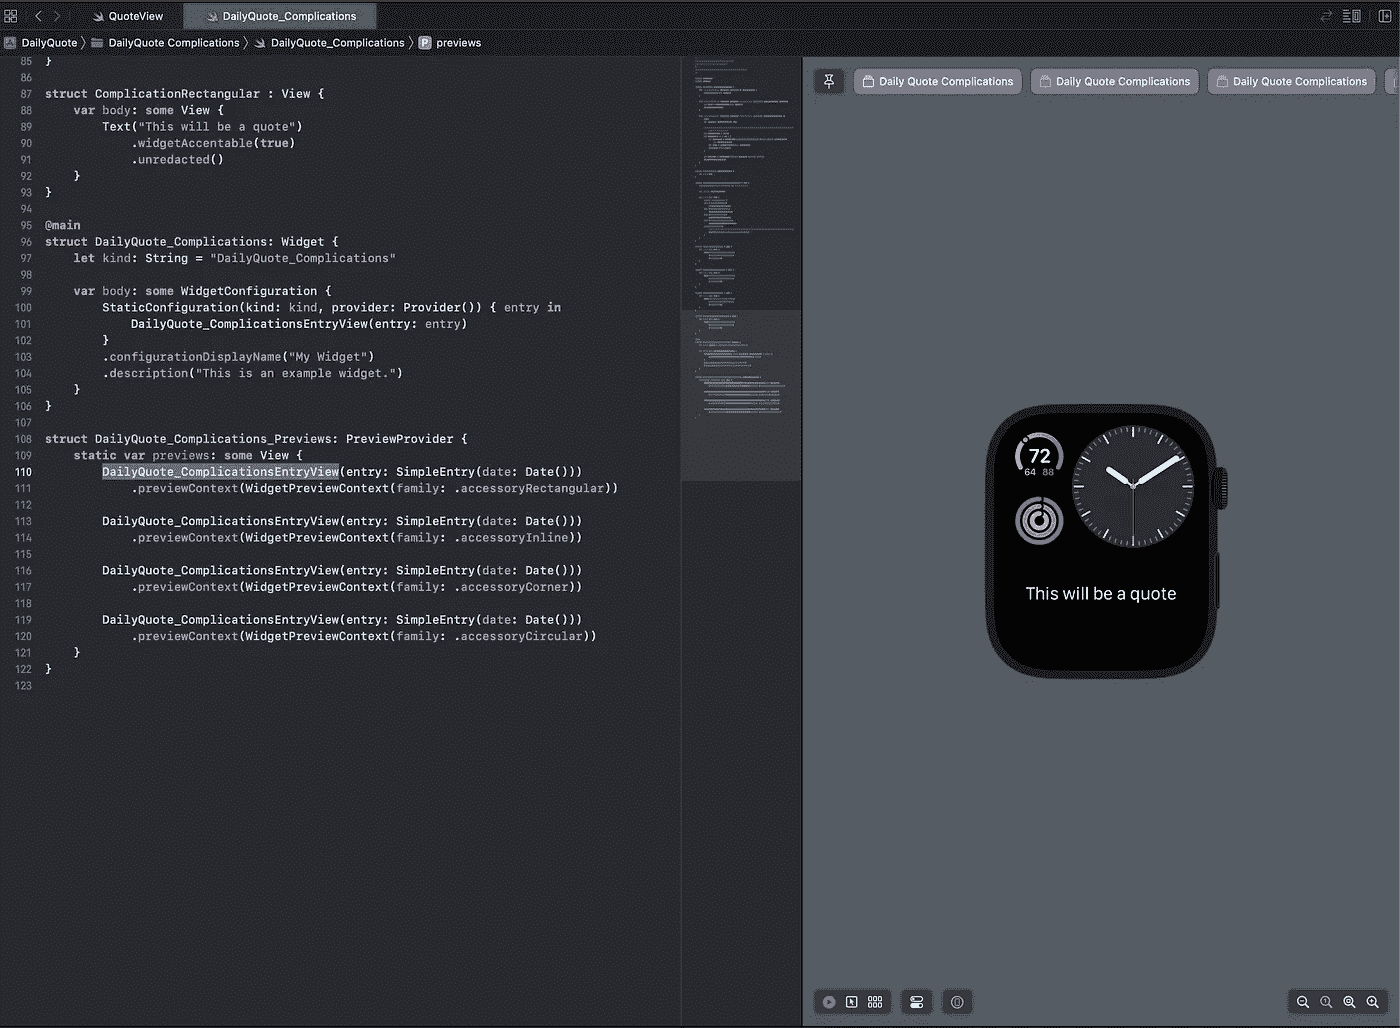 QuoteView
DailyQuote_Complications
DailyQuote
DailyQuote Complications
DailyQuote_Complications
P previews
85 }
86
87 struct ComplicationRectangular : View {
88 var body: some View {
89 Text("This will be a quote")
90 .widgetAccentable(true)
91 .unredacted()
92 }
93 }
94
95 @main
96 struct DailyQuote_Complications: Widget {
97 let kind: String = "DailyQuote_Complications"
98
99 var body: some WidgetConfiguration {
100 StaticConfiguration(kind: kind, provider: Provider()) { entry in
101 DailyQuote_ComplicationsEntryView(entry: entry)
102 }
103 .configurationDisplayName("My Widget")
104 .description("This is an example widget.")
105 }
106 }
107
108 struct DailyQuote_Complications_Previews: PreviewProvider {
109 static var previews: some View {
110 DailyQuote_ComplicationsEntryView(entry: SimpleEntry(date: Date()))
111 .previewContext(WidgetPreviewContext(family: .accessoryRectangular))
112
113 DailyQuote_ComplicationsEntryView(entry: SimpleEntry(date: Date()))
114 .previewContext(WidgetPreviewContext(family: .accessoryInline))
115
116 DailyQuote_ComplicationsEntryView(entry: SimpleEntry(date: Date()))
117 .previewContext(WidgetPreviewContext(family: .accessoryCorner))
118
119 DailyQuote_ComplicationsEntryView(entry: SimpleEntry(date: Date()))
120 .previewContext(WidgetPreviewContext(family: .accessoryCircular))
121 }
122 }
123
Daily Quote Complications
Daily Quote Complications
Daily Quote Complications
72
64 88
This will be a quote